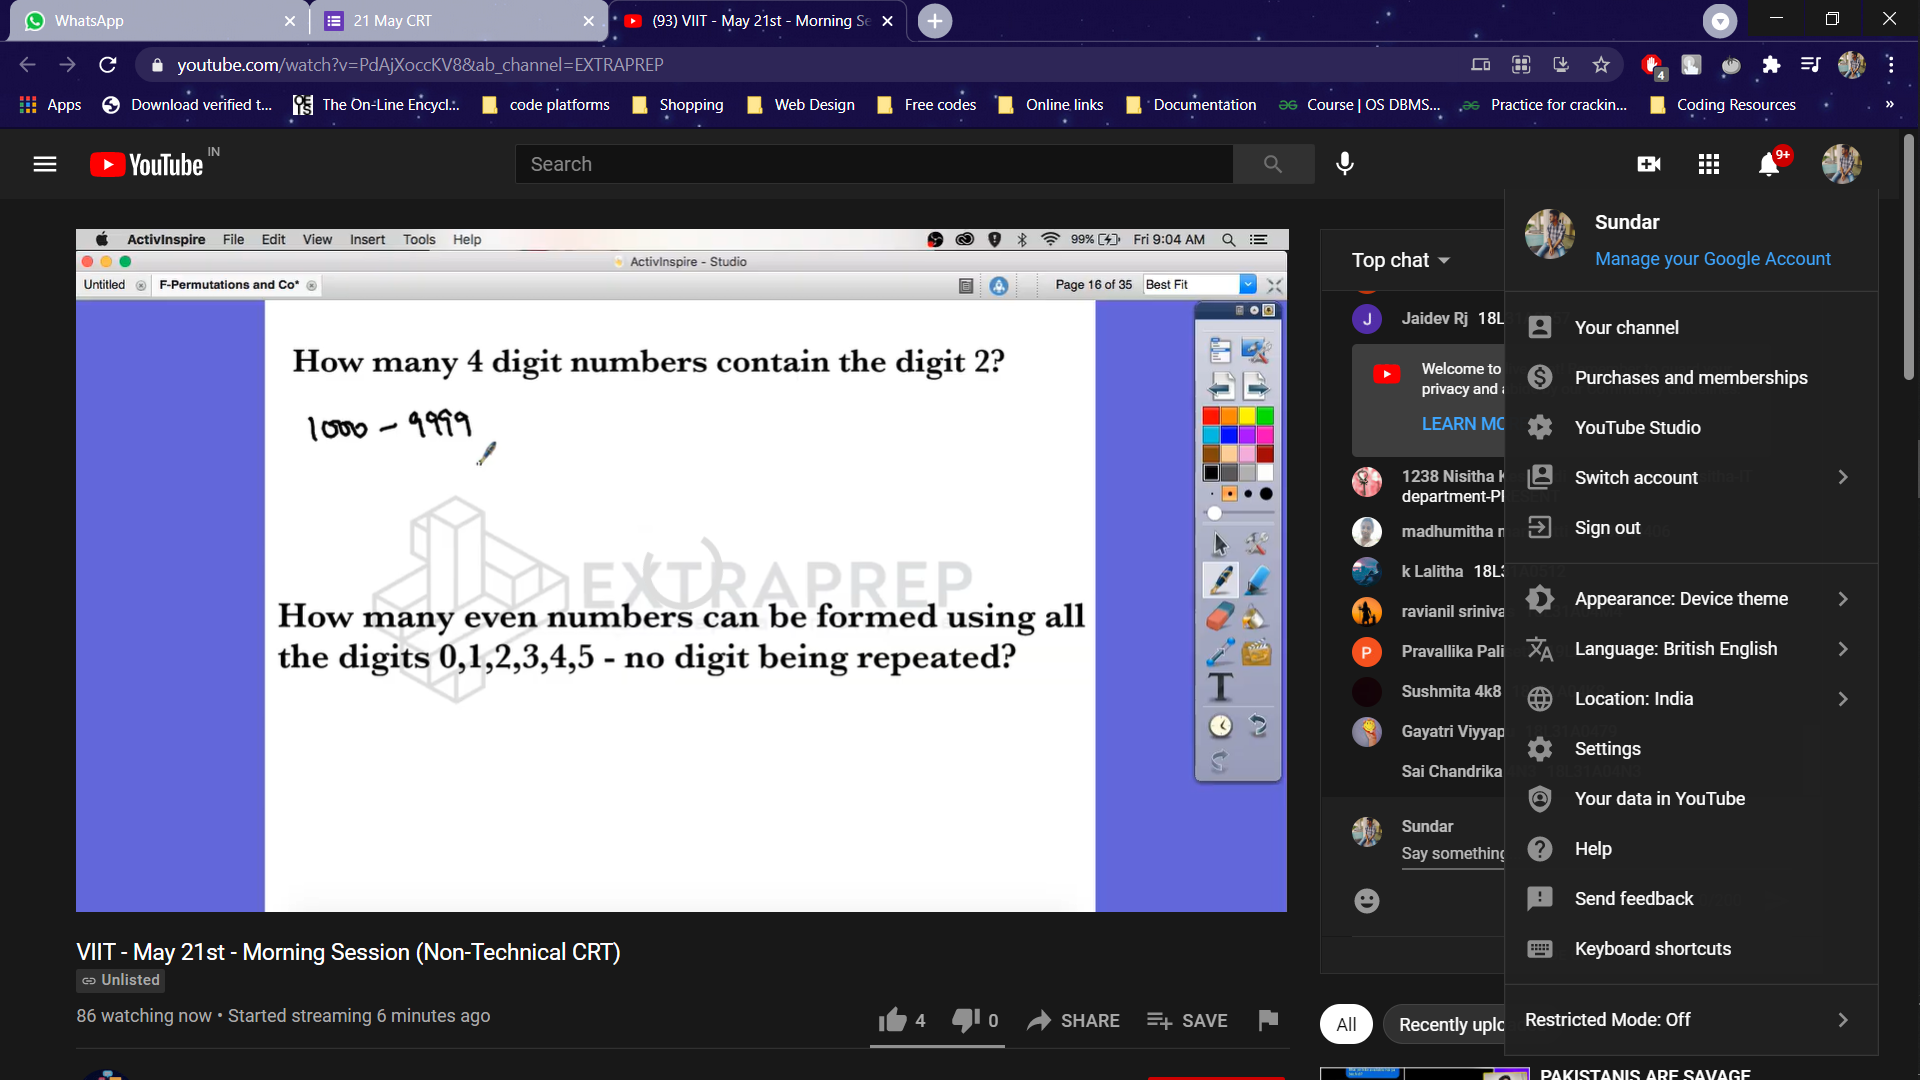 WhatsApp
21 May CRT
(93) VIIT - May 21st - Morning Se
youtube.com/watch?v=PdAjXoccKV8&ab_channel=EXTRAPREP
4
Apps
Download verified t...
The On-Line Encycl...
code platforms
Shopping
Web Design
Free codes
Online links
Documentation
Course | OS DBMS...
Practice for crackin...
Coding Resources
»
YouTube IN
Search
9+
ActivInspire File Edit View Insert Tools Help
99% Fri 9:04 AM
ActivInspire - Studio
Untitled
F-Permutations and Co*
Page 16 of 35
Best Fit
How many 4 digit numbers contain the digit 2?
1000 - 9999
EXTRAPREP
How many even numbers can be formed using all
the digits 0,1,2,3,4,5 - no digit being repeated?
T
VIIT - May 21st - Morning Session (Non-Technical CRT)
Unlisted
86 watching now • Started streaming 6 minutes ago
4
0
SHARE
SAVE
Top chat
J
Jaidev Rj 18L
Welcome to
privacy and
LEARN MO
1238 Nisitha K
department-PRESENT
madhumitha
k Lalitha 18L
ravianil sriniva
P
Pravallika Pali
Sushmita 4k8
Gayatri Viyyap
Sai Chandrika
Sundar
Say something
All
Recently uplo
Sundar
Manage your Google Account
Your channel
Purchases and memberships
YouTube Studio
Switch account
Sign out
Appearance: Device theme
Language: British English
Location: India
Settings
Your data in YouTube
Help
Send feedback
Keyboard shortcuts
Restricted Mode: Off
PAKISTANIS ARE SAVAGE